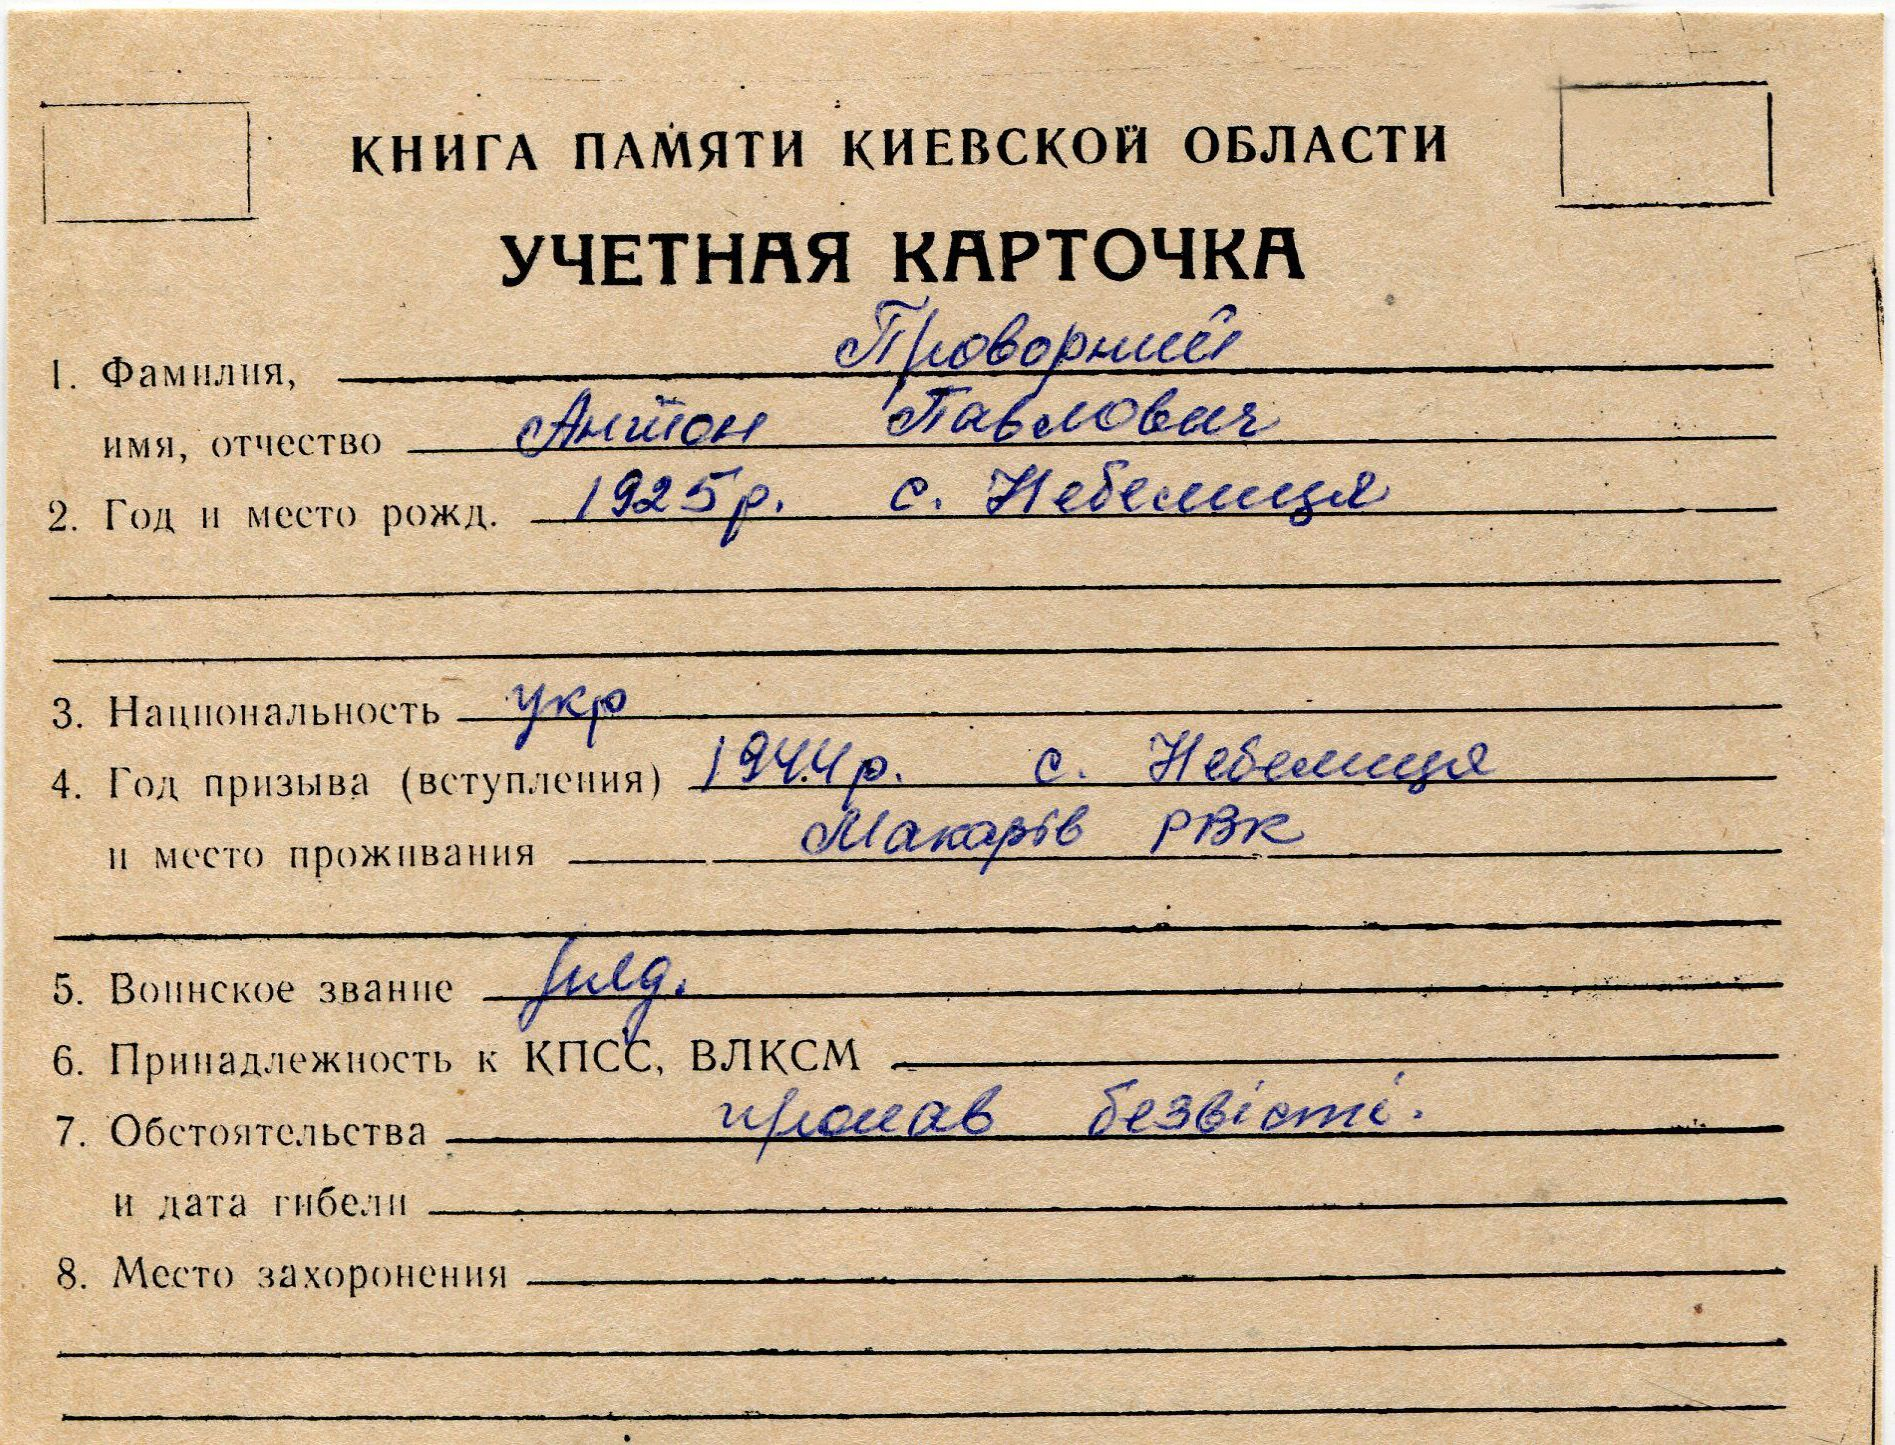 КНИГА ПАМЯТИ КИЕВСКОЙ ОБЛАСТИ
УЧЕТНАЯ КАРТОЧКА
1. Фамилия, Проворний
имя, отчество Антон Павлович
2. Год и место рожд. 1925р. с. Небелиця
3. Национальность укр
4. Год призыва (вступления) 1944р. с. Небелиця
и место проживания Макарів РВК
5. Воинское звание
6. Принадлежность к КПСС, ВЛКСМ
7. Обстоятельства пропав безвісті.
и дата гибели
8. Место захоронения